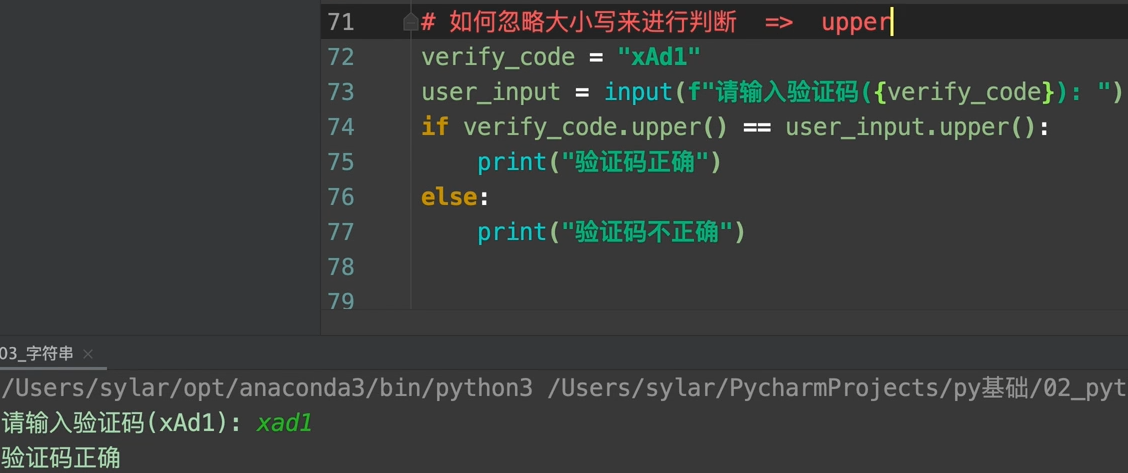 71 # 如何忽略大小写来进行判断 => upper
72 verify_code = "xAd1"
73 user_input = input(f"请输入验证码({verify_code}): ")
74 if verify_code.upper() == user_input.upper():
75 print("验证码正确")
76 else:
77 print("验证码不正确")
78
79
03_字符串 ×
/Users/sylar/opt/anaconda3/bin/python3 /Users/sylar/PycharmProjects/py基础/02_pyt
请输入验证码(xAd1): xad1
验证码正确